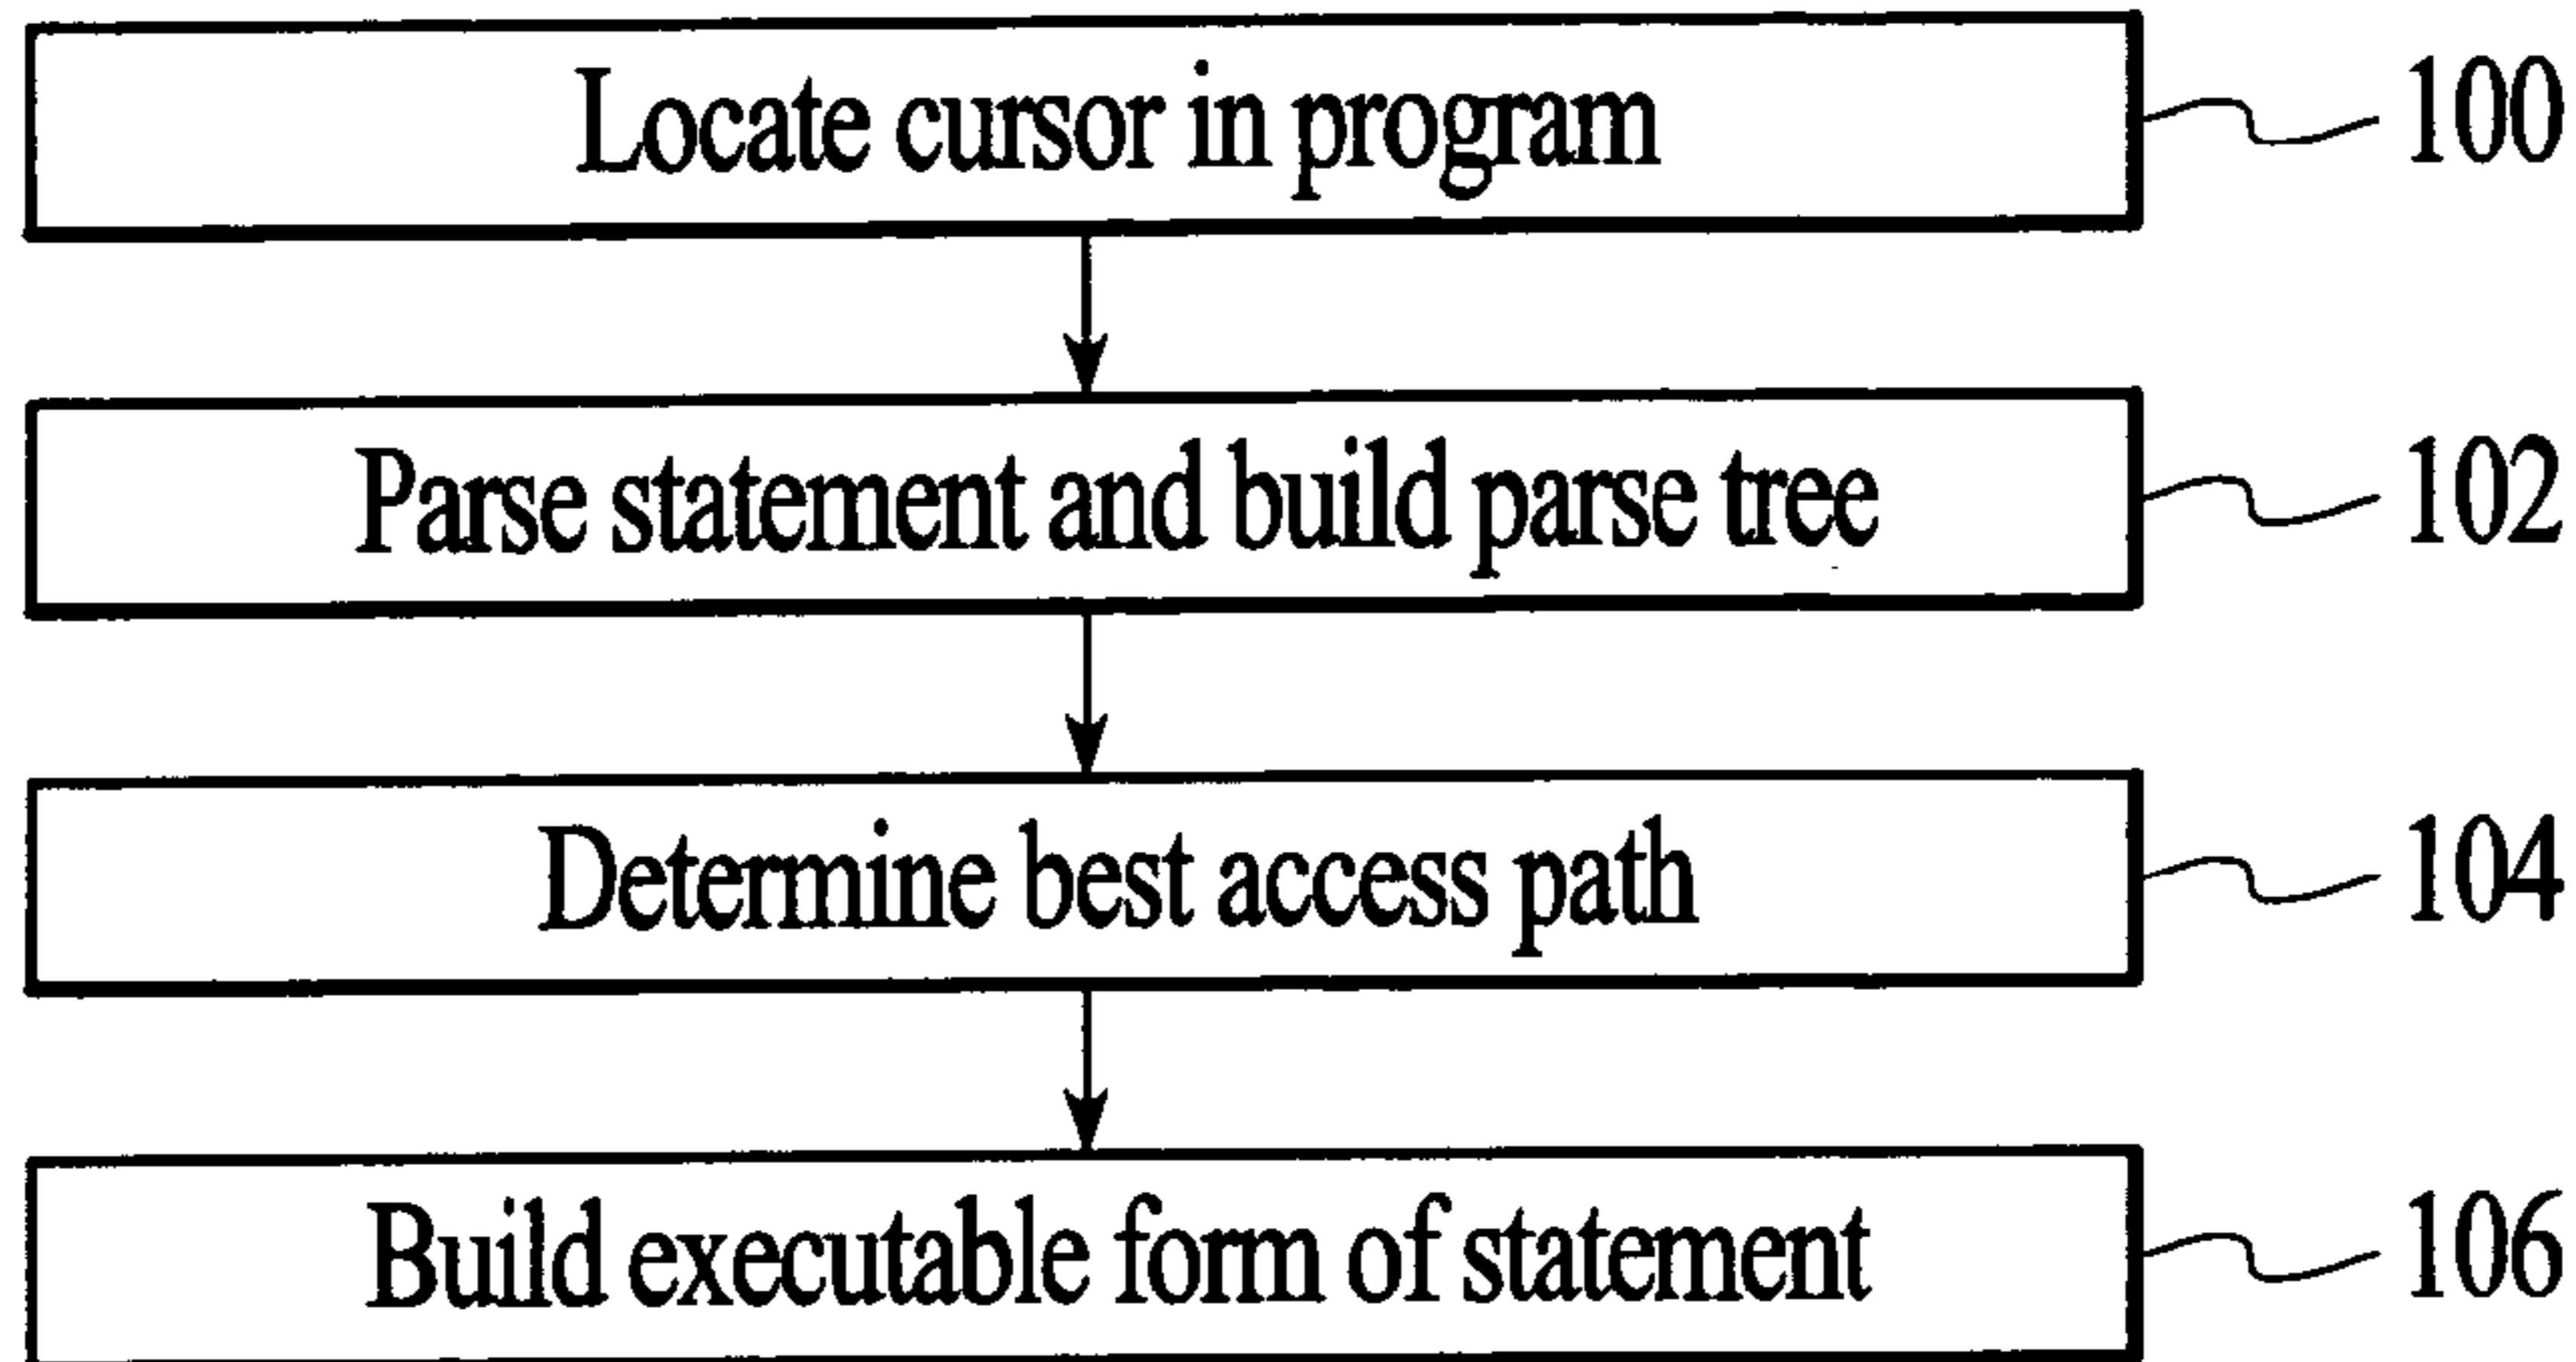 Locate cursor in program 100
Parse statement and build parse tree 102
Determine best access path 104
Build executable form of statement 106